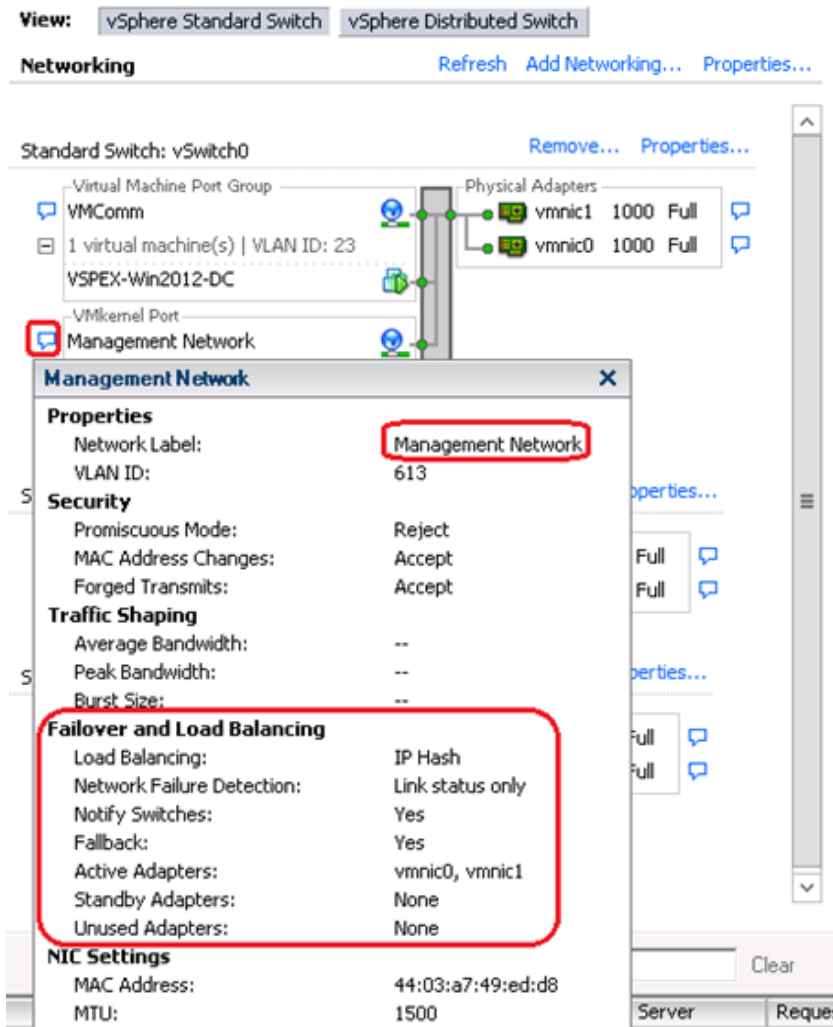 View: vSphere Standard Switch vSphere Distributed Switch
Networking Refresh Add Networking... Properties...
Standard Switch: vSwitch0 Remove... Properties...
Virtual Machine Port Group Physical Adapters
VMComm vmnic1 1000 Full
1 virtual machine(s) | VLAN ID: 23 vmnic0 1000 Full
VSPEX-Win2012-DC
VMkernel Port
Management Network
Management Network
Properties
Network Label: Management Network
VLAN ID: 613
S operties...
Security
Promiscuous Mode: Reject
MAC Address Changes: Accept Full
Forged Transmits: Accept Full
Traffic Shaping
Average Bandwidth: --
S Peak Bandwidth: -- perties...
Burst Size: --
Failover and Load Balancing
Load Balancing: IP Hash Full
Network Failure Detection: Link status only Full
Notify Switches: Yes
Fallback: Yes
Active Adapters: vmnic0, vmnic1
Standby Adapters: None
Unused Adapters: None
NIC Settings Clear
MAC Address: 44:03:a7:49:ed:d8
MTU: 1500 Server Reque